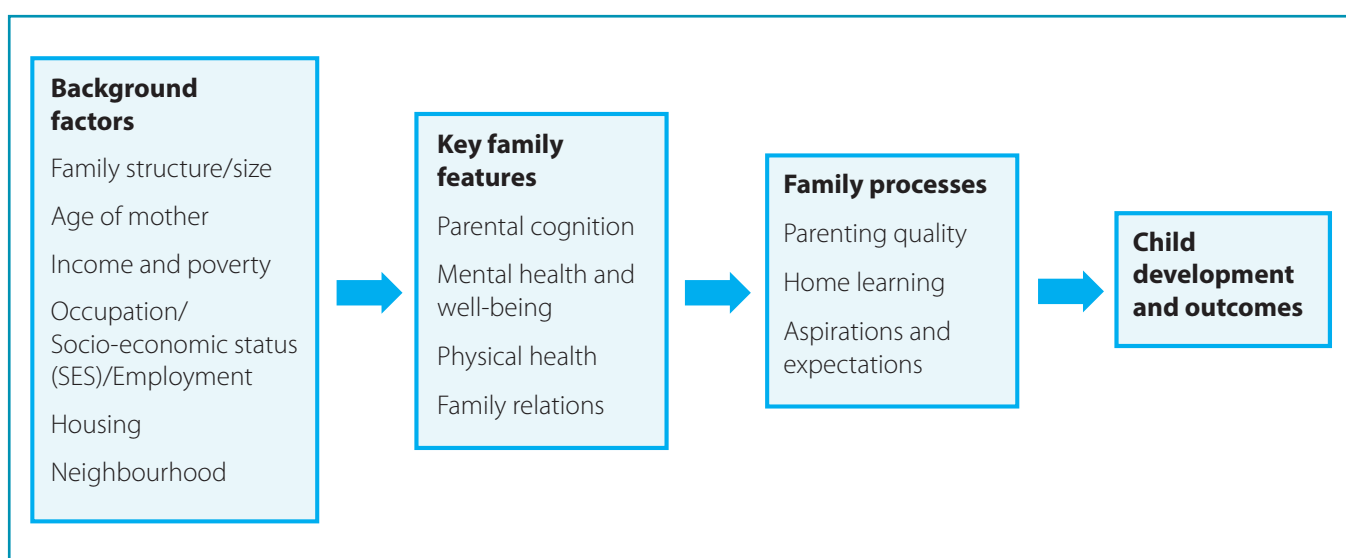 Background
factors
Family structure/size
Age of mother
Income and poverty
Occupation/
Socio-economic status
(SES)/Employment
Housing
Neighbourhood
Key family
features
Parental cognition
Mental health and
well-being
Physical health
Family relations
Family processes
Parenting quality
Home learning
Aspirations and
expectations
Child
development
and outcomes